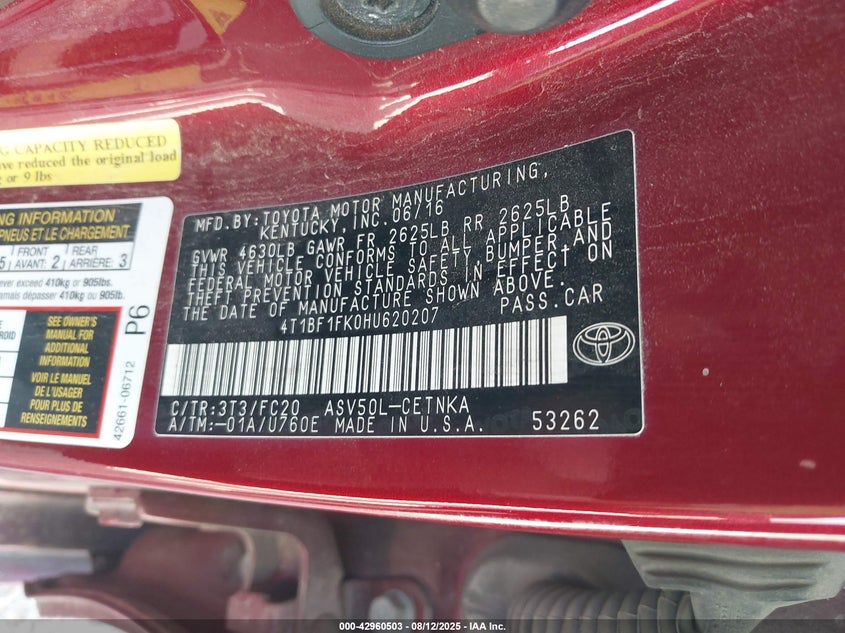 G CAPACITY REDUCED
ve reduced the original load
g or 9 lbs
NG INFORMATION
PNEUS ET LE CHARGEMENT
5 FRONT AVANT: 2 REAR ARRIÈRE: 3
ever exceed 410kg or 905lbs.
mais dépasser 410kg ou 905lb.
SEE OWNER'S
MANUAL FOR
ADDITIONAL
INFORMATION
VOIR LE MANUEL
DE L'USAGER
POUR PLUS DE
RENSEIGNEMENTS
42661-06712
P6
MFD.BY:TOYOTA MOTOR MANUFACTURING,
KENTUCKY, INC. 06/16
GVWR 4630LB GAWR FR 2625LB RR 2625LB
THIS VEHICLE CONFORMS TO ALL APPLICABLE
FEDERAL MOTOR VEHICLE SAFETY,BUMPER,AND
THEFT PREVENTION STANDARDS IN EFFECT ON
THE DATE OF MANUFACTURE SHOWN ABOVE.
4T1BF1FK0HU620207 PASS.CAR
C/TR:3T3/FC20 ASV50L-CETNKA
A/TM:-01A/U760E MADE IN U.S.A. 53262
000-42960503 - 08/12/2025 - IAA Inc.